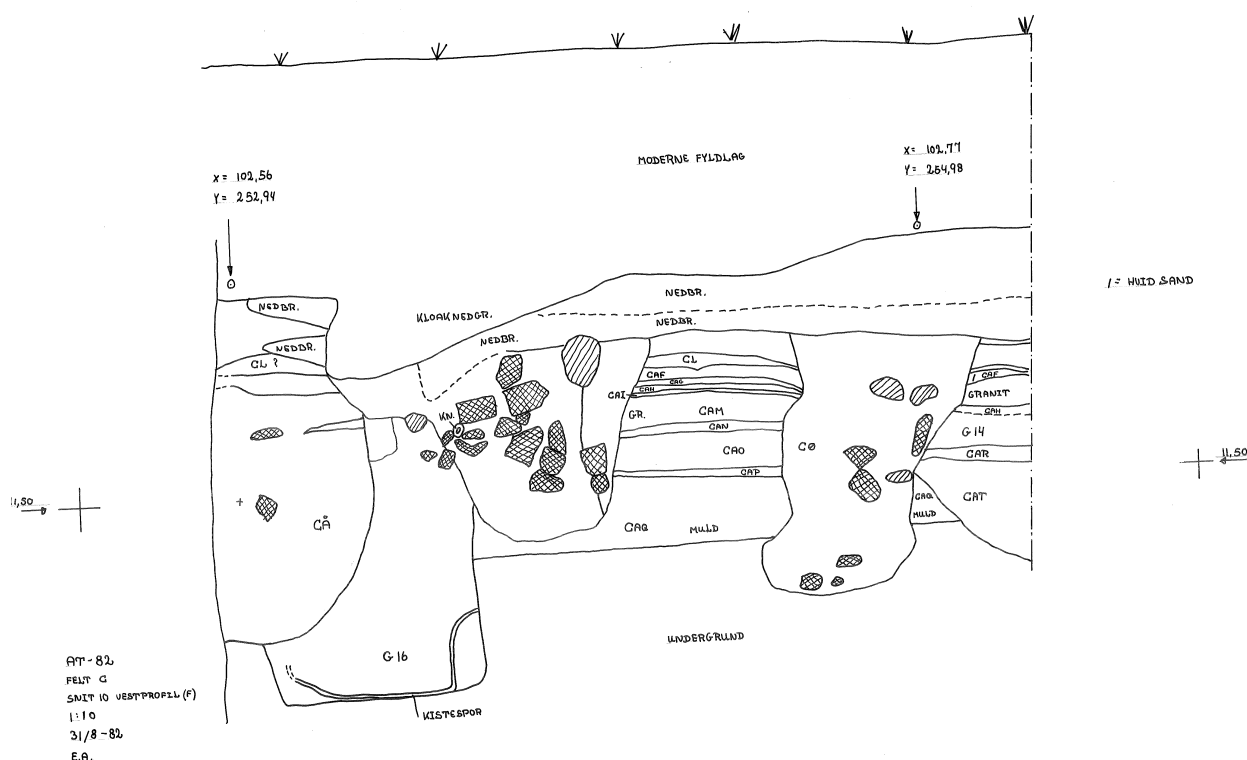 MODERNE FYLDLAG
X= 102,56
Y= 252,94
X= 102,77
Y= 254,98
1= HVID SAND
NEDBR.
NEDBR.
KLOAKNEDGR.
NEDBR.
NEDBR.
NEDBR.
CL ?
CL
CAF
CAG
CAH
CAI
GR.
CAM
CAN
CAO
CAP
CAQ
MULD
KN.
CØ
1 CAF
GRANIT
CAH
G14
CAR
CAQ
MULD
CAT
11,50
11,50
CÅ
G16
KISTESPOR
UNDERGRUND
AT-82
FELT C
SNIT 10 VESTPROFIL (F)
1:10
31/8-82
E.A.